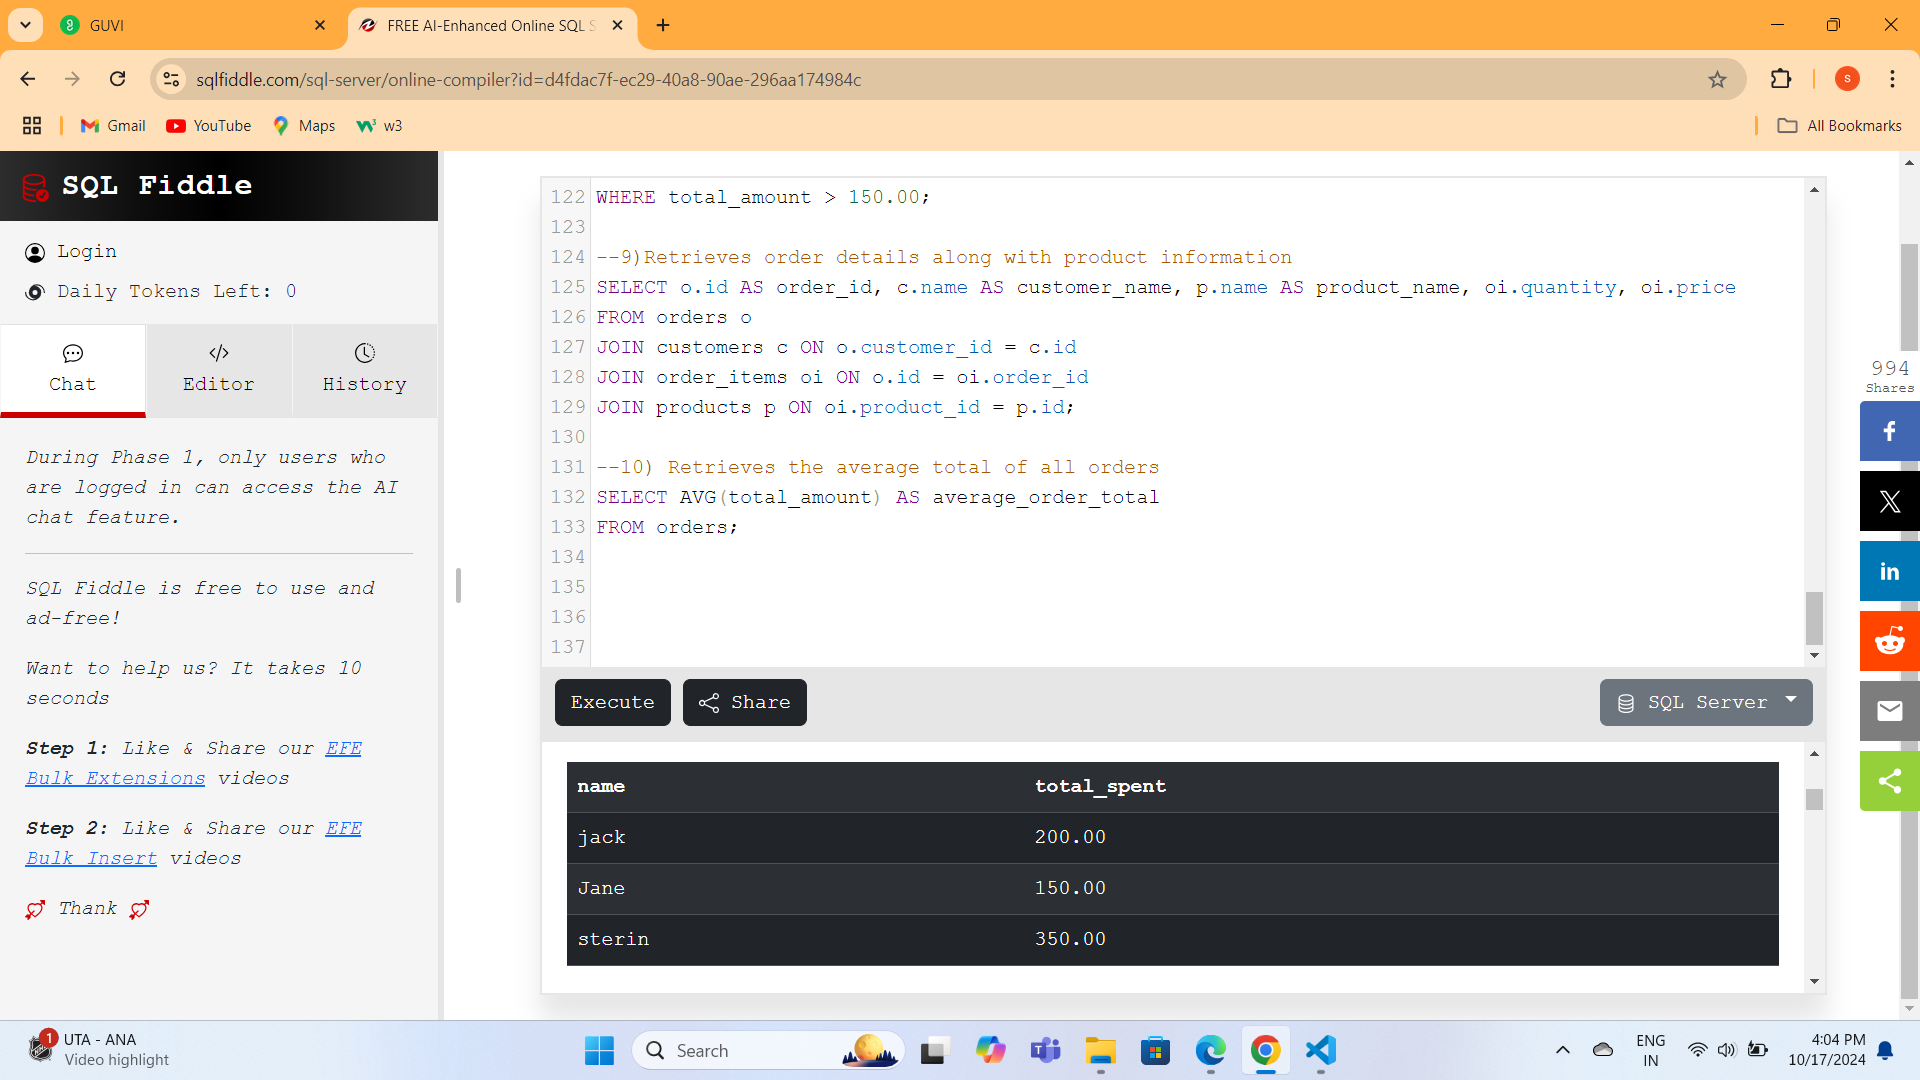 GUVI
FREE AI-Enhanced Online SQL S
sqlfiddle.com/sql-server/online-compiler?id=d4fdac7f-ec29-40a8-90ae-296aa174984c
S
Gmail
YouTube
Maps
w3
All Bookmarks
SQL Fiddle
Login
Daily Tokens Left: 0
Chat
Editor
History
During Phase 1, only users who
are logged in can access the AI
chat feature.
SQL Fiddle is free to use and
ad-free!
Want to help us? It takes 10
seconds
Step 1: Like & Share our EFE
Bulk Extensions videos
Step 2: Like & Share our EFE
Bulk Insert videos
Thank
122 WHERE total_amount > 150.00;
123
124 --9)Retrieves order details along with product information
125 SELECT o.id AS order_id, c.name AS customer_name, p.name AS product_name, oi.quantity, oi.price
126 FROM orders o
127 JOIN customers c ON o.customer_id = c.id
128 JOIN order_items oi ON o.id = oi.order_id
129 JOIN products p ON oi.product_id = p.id;
130
131 --10) Retrieves the average total of all orders
132 SELECT AVG(total_amount) AS average_order_total
133 FROM orders;
134
135
136
137
Execute
Share
SQL Server
name total_spent
jack 200.00
Jane 150.00
sterin 350.00
994
Shares
f
X
in
1
UTA - ANA
Video highlight
Search
ENG
IN
4:04 PM
10/17/2024